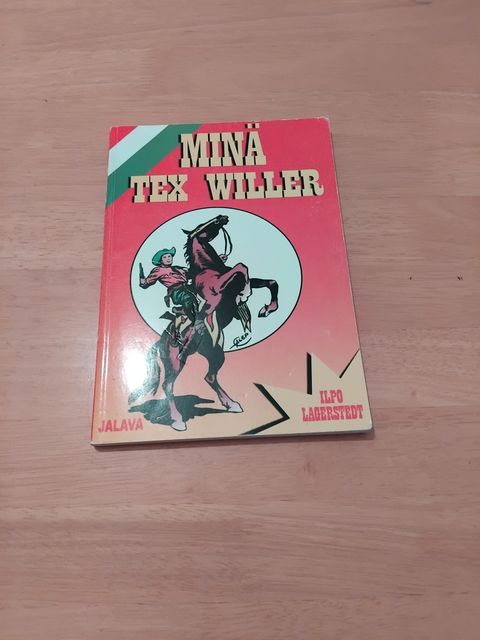 MINÄ
TEX WILLER
ILPO
LAGERSTEDT
JALAVA